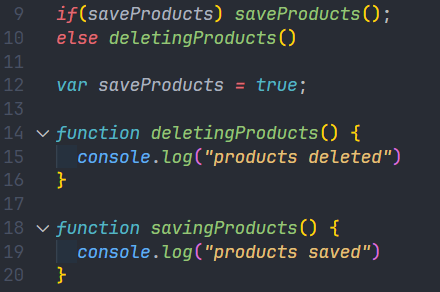 9 if(saveProducts) saveProducts();
10 else deletingProducts()
11
12 var saveProducts = true;
13
14 function deletingProducts() {
15 console.log("products deleted")
16 }
17
18 function savingProducts() {
19 console.log("products saved")
20 }